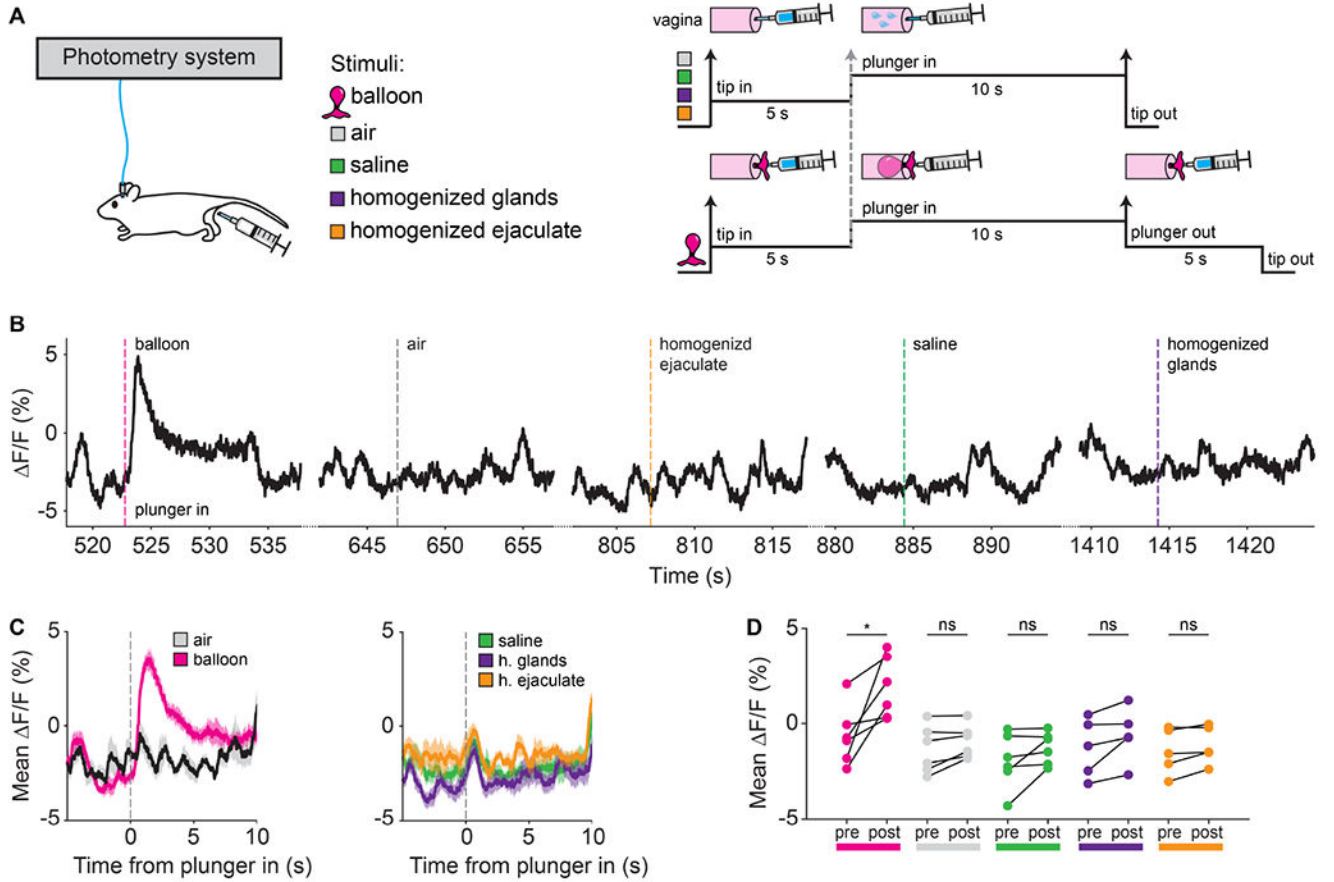 A
Photometry system
Stimuli:
balloon
air
saline
homogenized glands
homogenized ejaculate
vagina
tip in
5 s
plunger in
10 s
tip out
tip in
5 s
plunger in
10 s
plunger out
5 s
tip out
B
ΔF/F (%)
5
0
-5
balloon
plunger in
air
homogenizd
ejaculate
saline
homogenized
glands
520 525 530 535 645 650 655 805 810 815 880 885 890 1410 1415 1420
Time (s)
C
Mean ΔF/F (%)
5
0
-5
air
balloon
0 5 10
Time from plunger in (s)
5
0
-5
saline
h. glands
h. ejaculate
0 5 10
Time from plunger in (s)
D
Mean ΔF/F (%)
5
0
-5
* ns ns ns ns
pre post pre post pre post pre post pre post